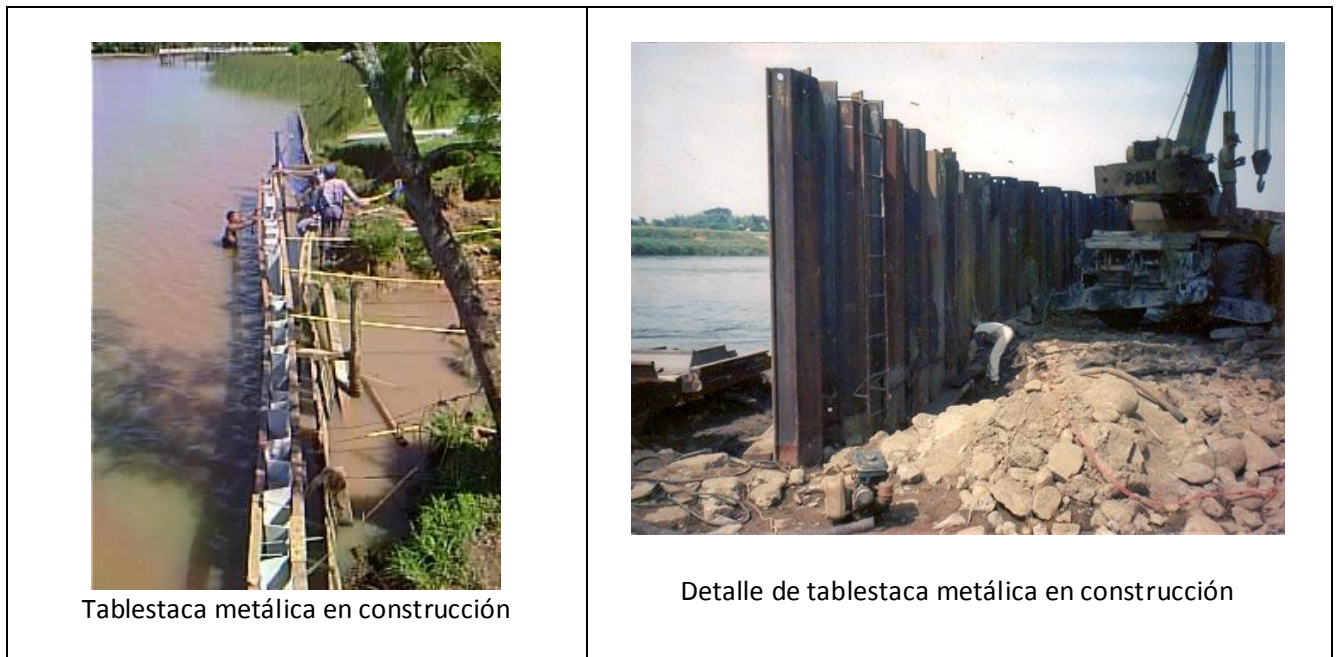 P&H
Tablestaca metálica en construcción
Detalle de tablestaca metálica en construcción